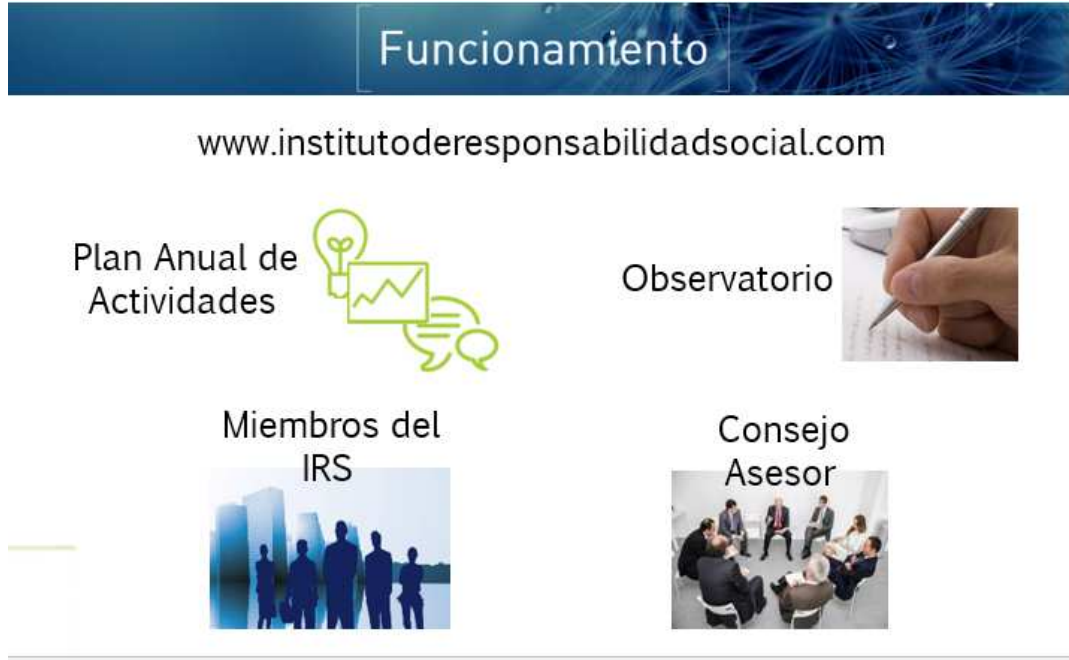 Funcionamiento
www.institutoderesponsabilidadsocial.com
Plan Anual de
Actividades
Observatorio
Miembros del
IRS
Consejo
Asesor